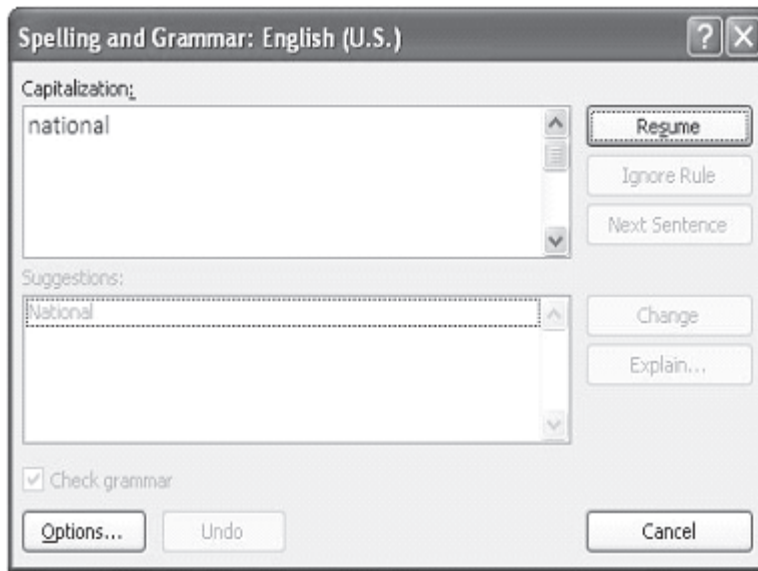 Spelling and Grammar: English (U.S.)
Capitalization:
national
Resume
Ignore Rule
Next Sentence
Suggestions:
National
Change
Explain...
Check grammar
Options...
Undo
Cancel